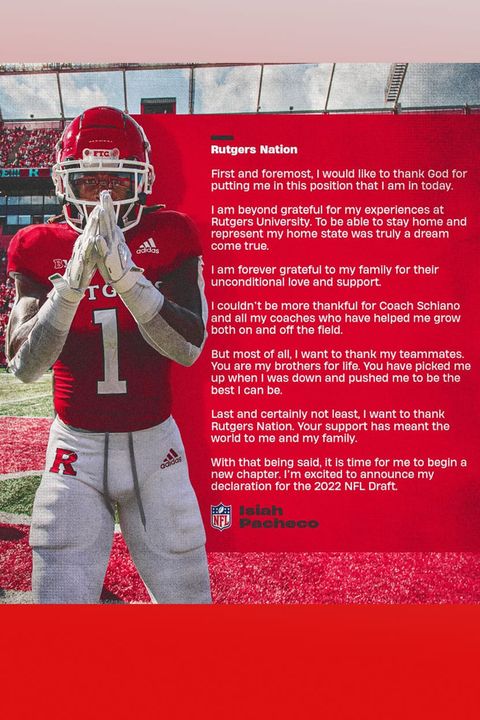 Rutgers Nation
First and foremost, I would like to thank God for
putting me in this position that I am in today.
I am beyond grateful for my experiences at
Rutgers University. To be able to stay home and
represent my home state was truly a dream
come true.
I am forever grateful to my family for their
unconditional love and support.
I couldn't be more thankful for Coach Schiano
and all my coaches who have helped me grow
both on and off the field.
But most of all, I want to thank my teammates.
You are my brothers for life. You have picked me
up when I was down and pushed me to be the
best I can be.
Last and certainly not least, I want to thank
Rutgers Nation. Your support has meant the
world to me and my family.
With that being said, it is time for me to begin a
new chapter. I'm excited to announce my
declaration for the 2022 NFL Draft.
NFL
Isiah
Pacheco
FTC
adidas
1
R
adidas